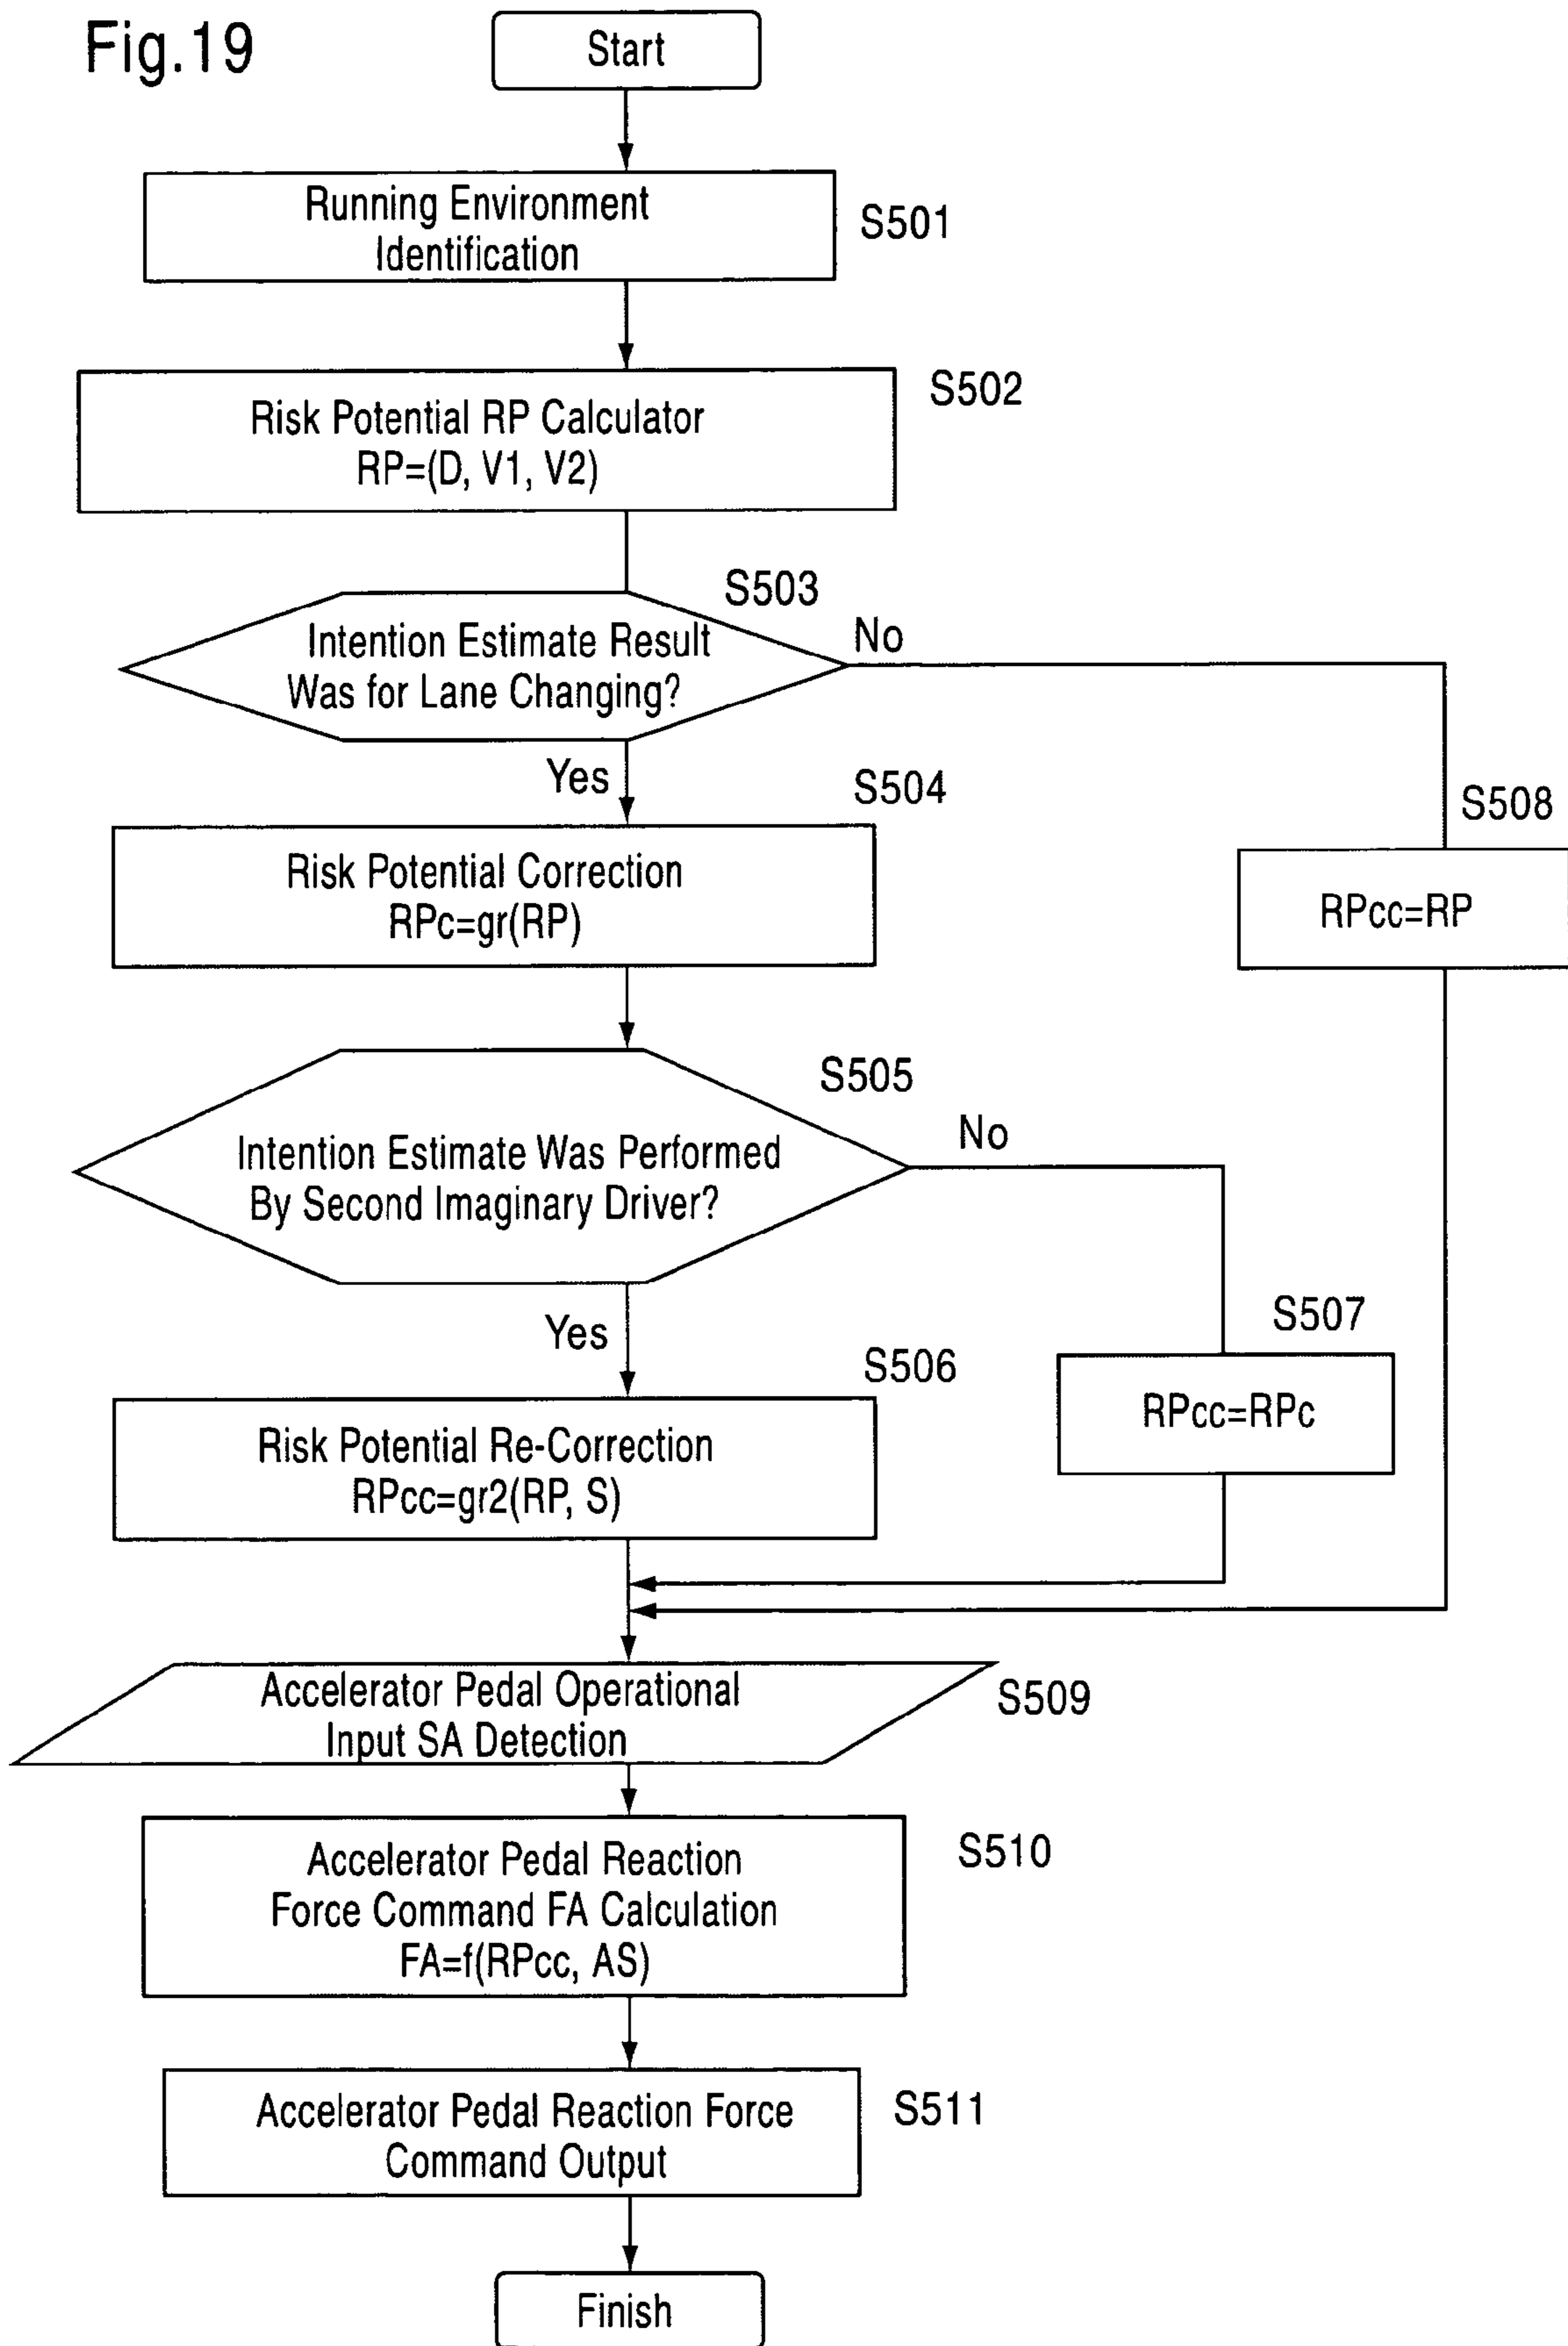 Fig.19
Start
Running Environment
Identification
S501
S502
Risk Potential RP Calculator
RP=(D, V1, V2)
S503
Intention Estimate Result
Was for Lane Changing?
No
Yes
S504
S508
Risk Potential Correction
RPc=gr(RP)
RPcc=RP
S505
Intention Estimate Was Performed
By Second Imaginary Driver?
No
Yes
S507
S506
RPcc=RPc
Risk Potential Re-Correction
RPcc=gr2(RP, S)
Accelerator Pedal Operational
Input SA Detection
S509
Accelerator Pedal Reaction
Force Command FA Calculation
FA=f(RPcc, AS)
S510
Accelerator Pedal Reaction Force
Command Output
S511
Finish